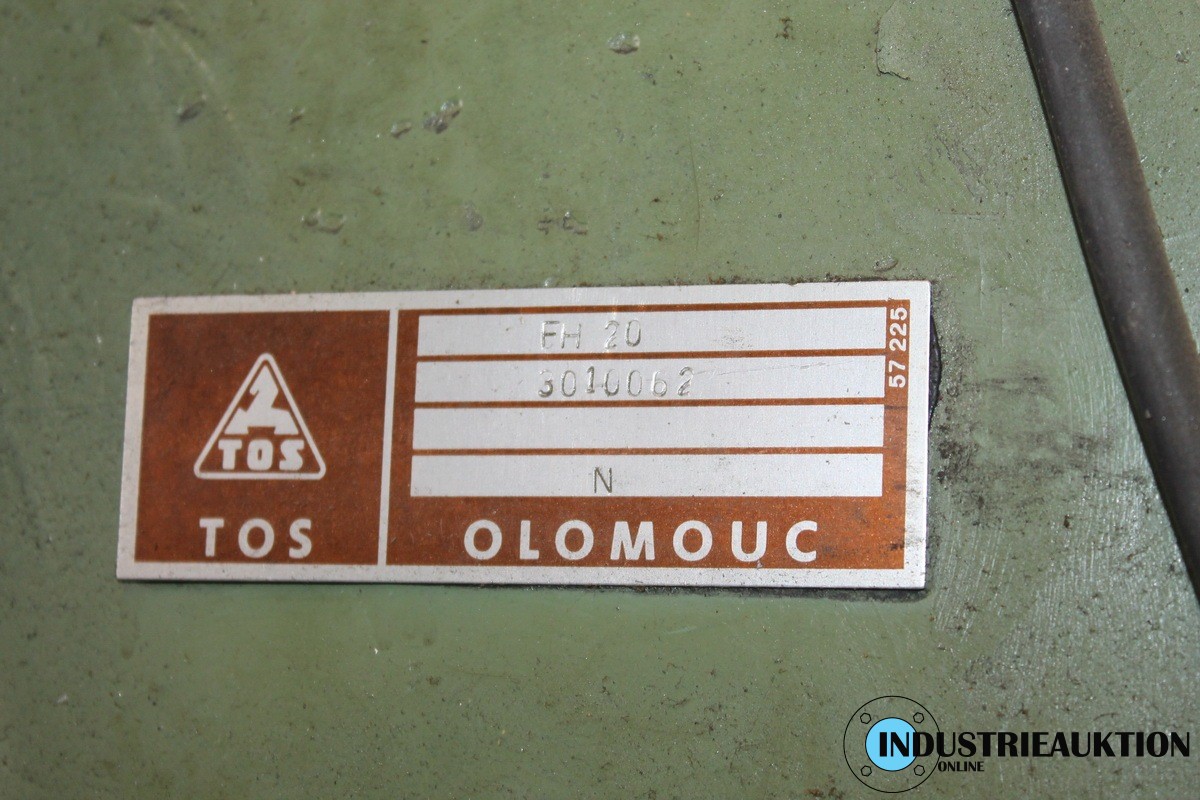 FH 20
3010062
N
57 225
TOS
TOS
OLOMOUC
INDUSTRIEAUKTION
ONLINE